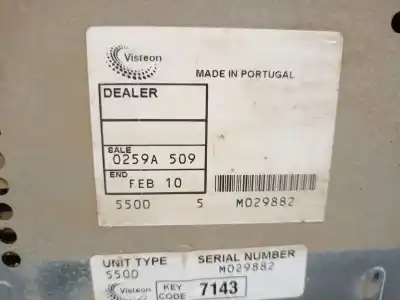 Visteon
MADE IN PORTUGAL
DEALER
SALE
0259A 509
END
FEB 10
5500 5 M029882
UNIT TYPE SERIAL NUMBER
5500 M029882
Visteon KEY CODE 7143